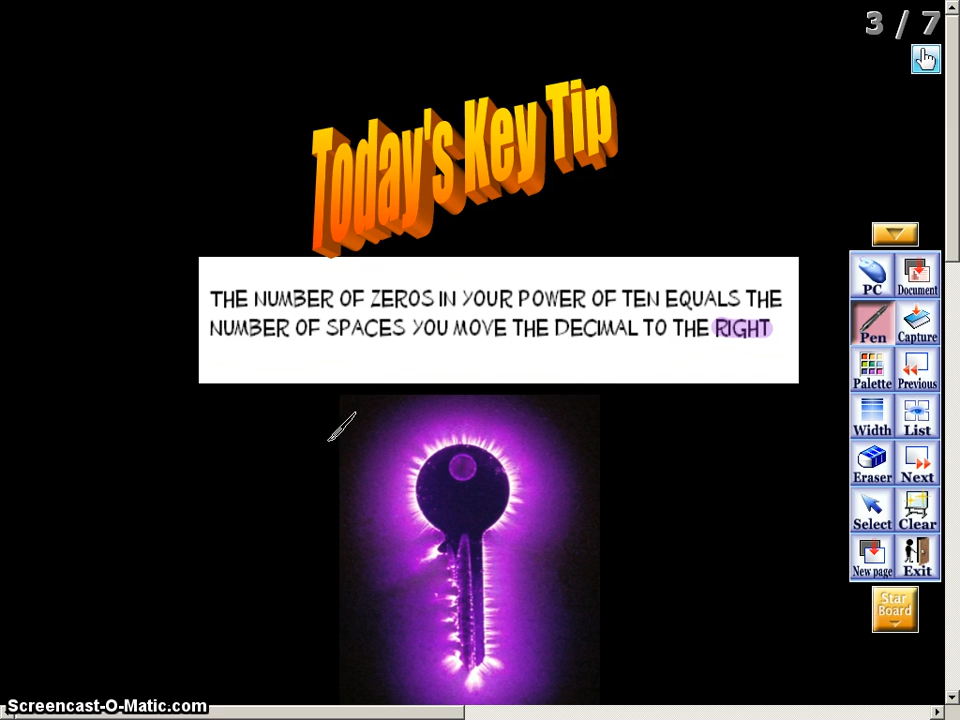 3 / 7
Today's Key Tip
THE NUMBER OF ZEROS IN YOUR POWER OF TEN EQUALS THE
NUMBER OF SPACES YOU MOVE THE DECIMAL TO THE RIGHT
PC Document
Pen Capture
Palette Previous
Width List
Eraser Next
Select Clear
New page Exit
Star
Board
Screencast-O-Matic.com